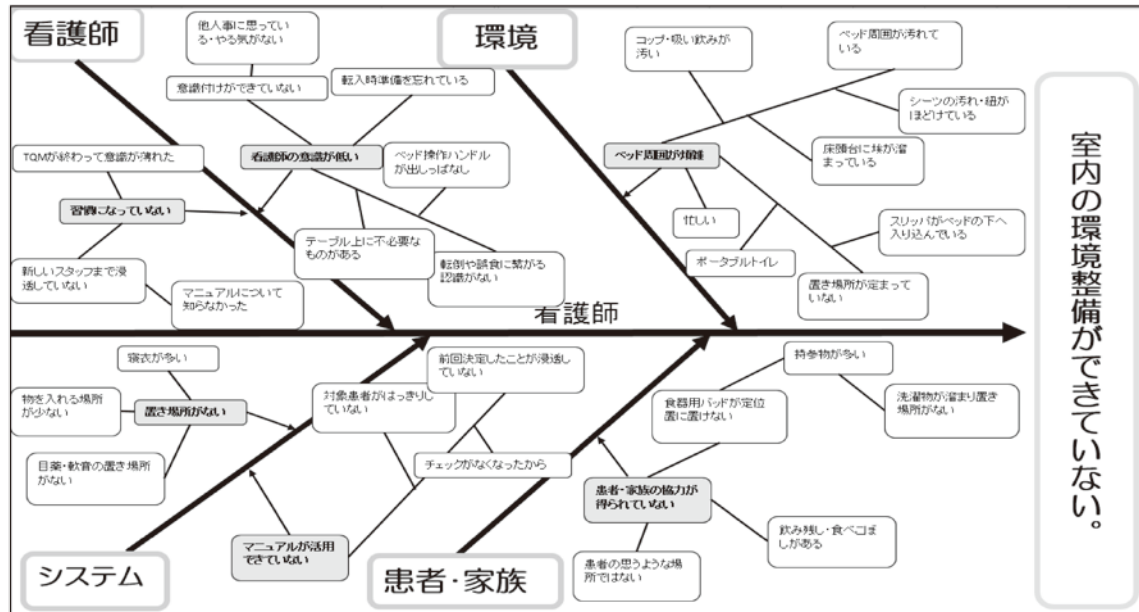 看護師
他人事に思ってい
る・やる気がない
環境
コップ・吸い飲みが
汚い
ベッド周囲が汚れて
いる
意識付けができていない
転入時準備を忘れている
シーツの汚れ・紐が
ほどけている
TQMが終わって意識が薄れた
看護師の意識が低い
ベッド操作ハンドル
が出しっぱなし
ベッド周囲が煩雑
床頭台に埃が溜
まっている
習慣になっていない
忙しい
スリッパがベッドの下へ
入り込んでいる
テーブル上に不必要な
ものがある
転倒や誤食に繋がる
認識がない
ポータブルトイレ
置き場所が定まって
いない
新しいスタッフまで浸
透していない
マニュアルについて
知らなかった
看護師
室内の環境整備ができていない。
寝衣が多い
前回決定したことが浸透し
ていない
持参物が多い
物を入れる場所
が少ない
置き場所がない
対象患者がはっきりし
ていない
食器用パッドが定位
置に置けない
洗濯物が溜まり置き
場所がない
目薬・軟膏の置き場所
がない
チェックがなくなったから
患者・家族の協力が
得られていない
マニュアルが活用
できていない
飲み残し・食べこぼ
しがある
患者の思うような場
所ではない
システム
患者・家族